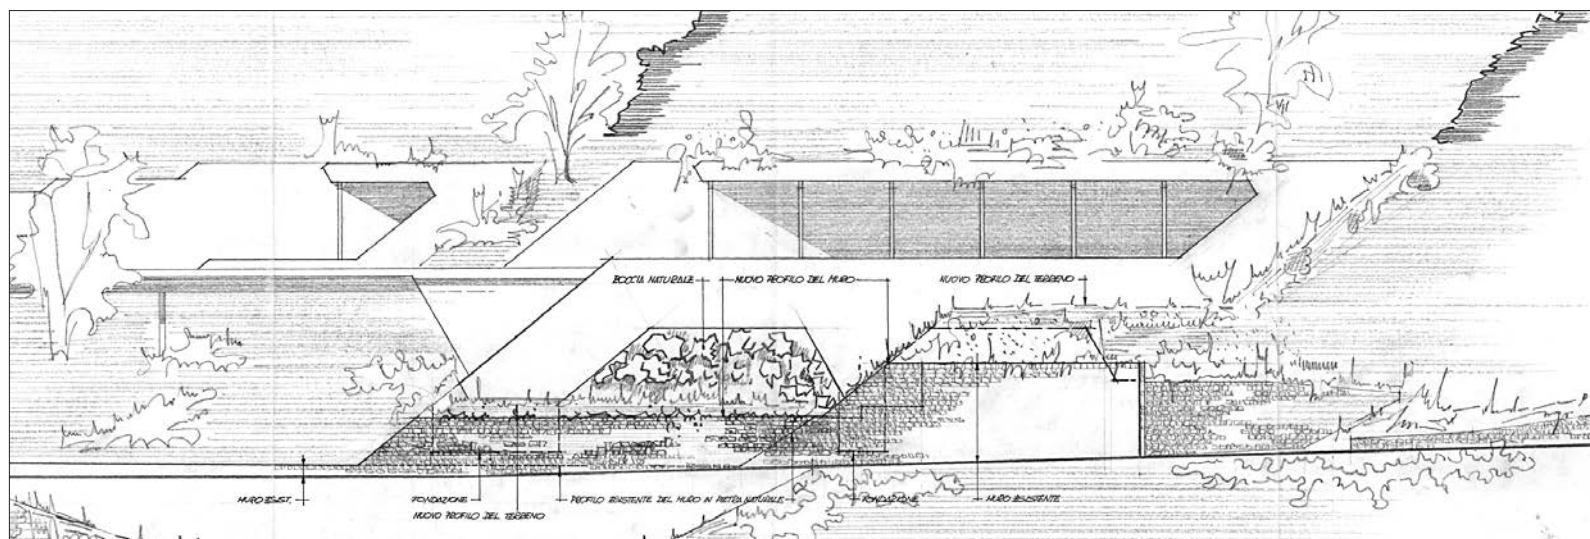 ROCCIA NATURALE
NUOVO PROFILO DEL MURO
NUOVO PROFILO DEL TERRENO
MURO ESIST.
FONDAZIONE
PROFILO ESISTENTE DEL MURO IN PIETRA NATURALE
FONDAZIONE
MURO ESISTENTE
NUOVO PROFILO DEL TERRENO